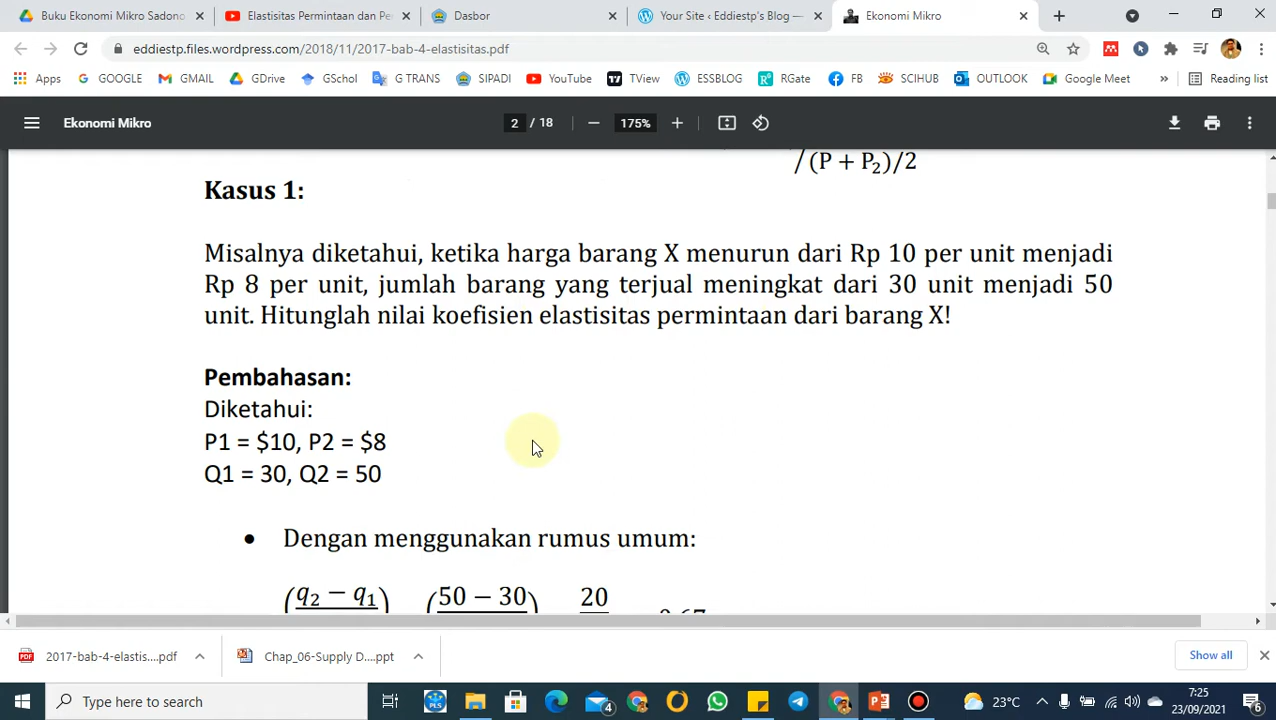 Buku Ekonomi Mikro Badboo
Elastisitas Permintaan dan Pe
Dasbor
Your Site ‹ Eddiestp's Blog —
Ekonomi Mikro
eddiestp.files.wordpress.com/2018/11/2017-bab-4-elastisitas.pdf
Apps GOOGLE GMAIL GDrive GSchol G TRANS SIPADI YouTube TView ESSBLOG RGate FB SCIHUB OUTLOOK Google Meet » Reading list
Ekonomi Mikro 2 / 18 − 175% +
/(P + P₂)/2
Kasus 1:
Misalnya diketahui, ketika harga barang X menurun dari Rp 10 per unit menjadi
Rp 8 per unit, jumlah barang yang terjual meningkat dari 30 unit menjadi 50
unit. Hitunglah nilai koefisien elastisitas permintaan dari barang X!
Pembahasan:
Diketahui:
P1 = $10, P2 = $8
Q1 = 30, Q2 = 50
• Dengan menggunakan rumus umum:
(q₂ − q₁) (50 − 30) 20
2017-bab-4-elastis....pdf Chap_06-Supply D....ppt Show all
Type here to search 4 23°C 7:25
23/09/2021 6